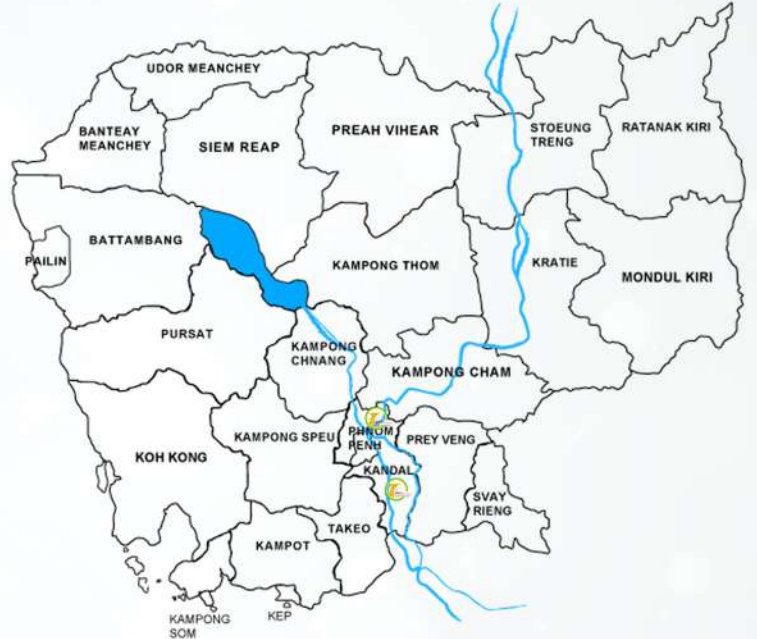 UDOR MEANCHEY
BANTEAY
MEANCHEY
SIEM REAP
PREAH VIHEAR
STOEUNG
TRENG
RATANAK KIRI
PAILIN
BATTAMBANG
KAMPONG THOM
KRATIE
MONDUL KIRI
PURSAT
KAMPONG
CHNANG
KAMPONG CHAM
KOH KONG
KAMPONG SPEU
PHNOM
PENH
PREY VENG
KANDAL
SVAY
RIENG
TAKEO
KAMPOT
KAMPONG
SOM
KEP